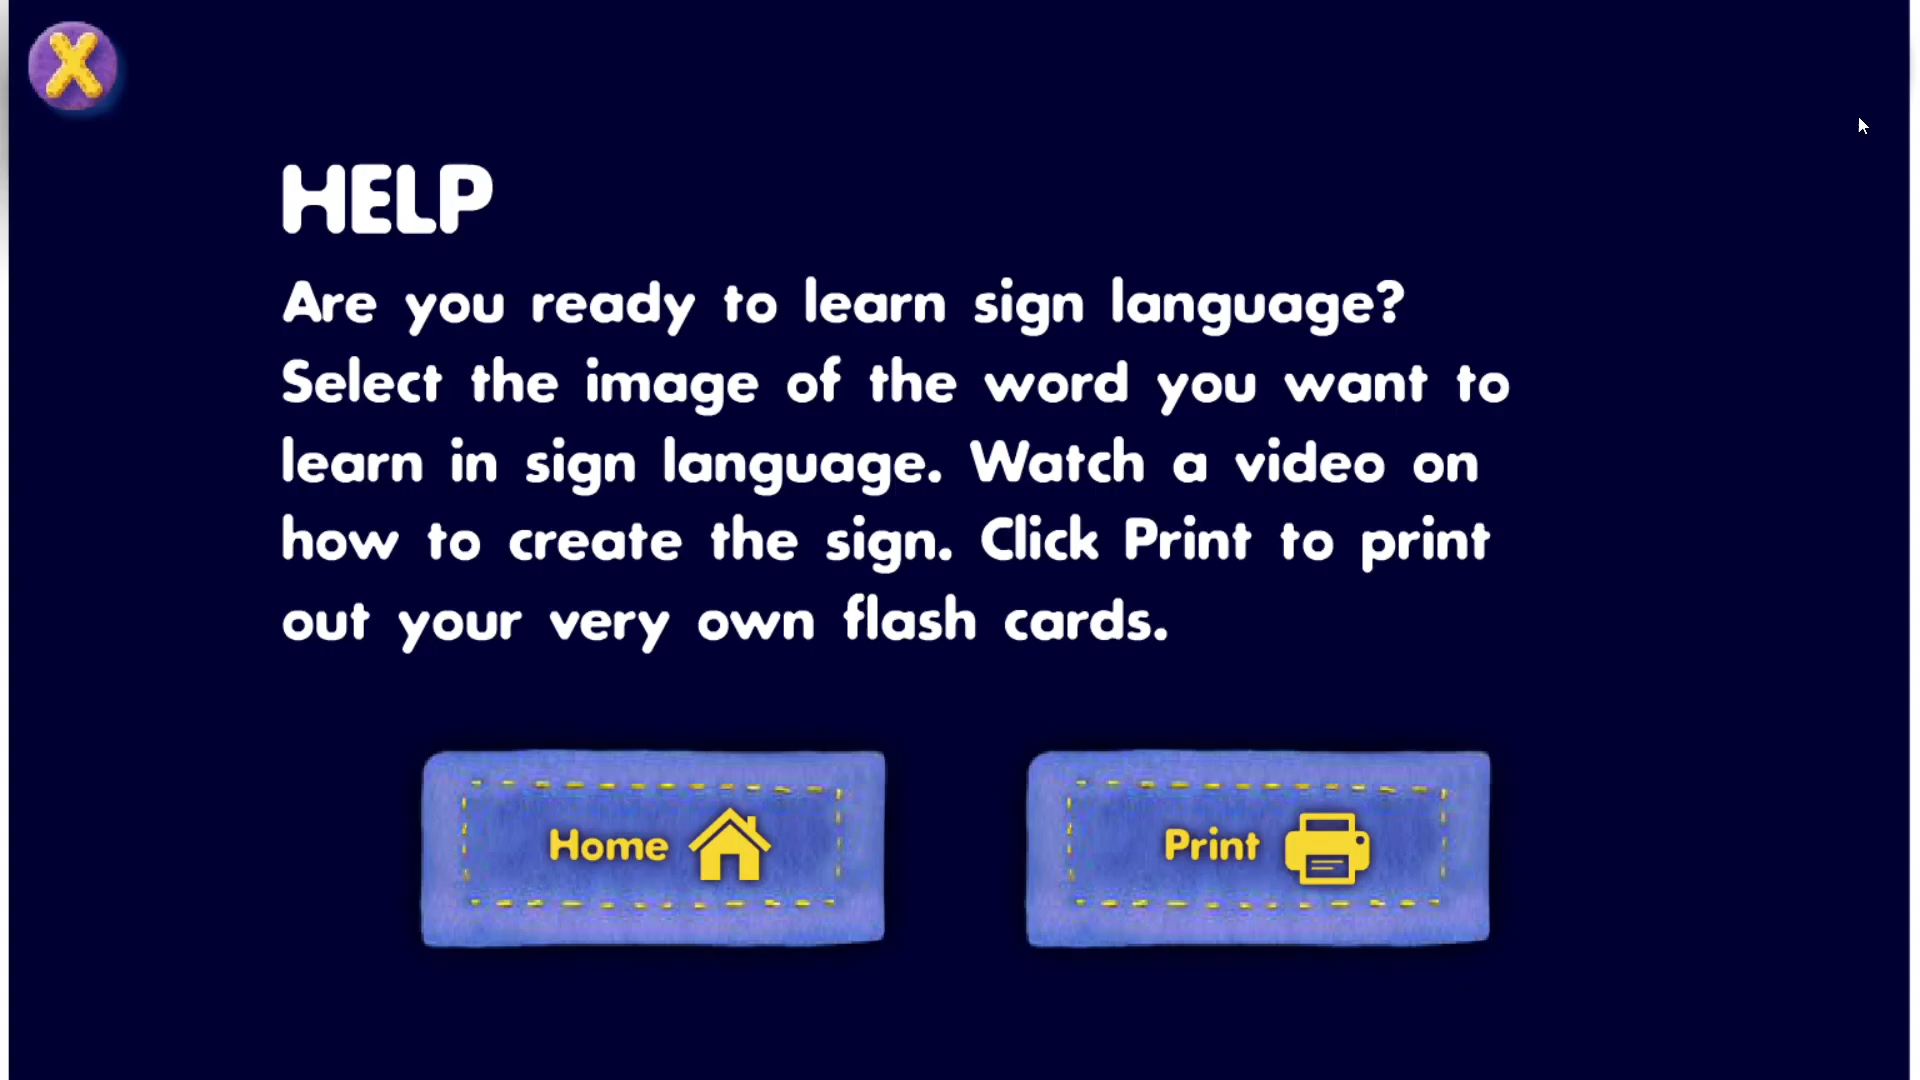 X
HELP
Are you ready to learn sign language?
Select the image of the word you want to
learn in sign language. Watch a video on
how to create the sign. Click Print to print
out your very own flash cards.
Home
Print